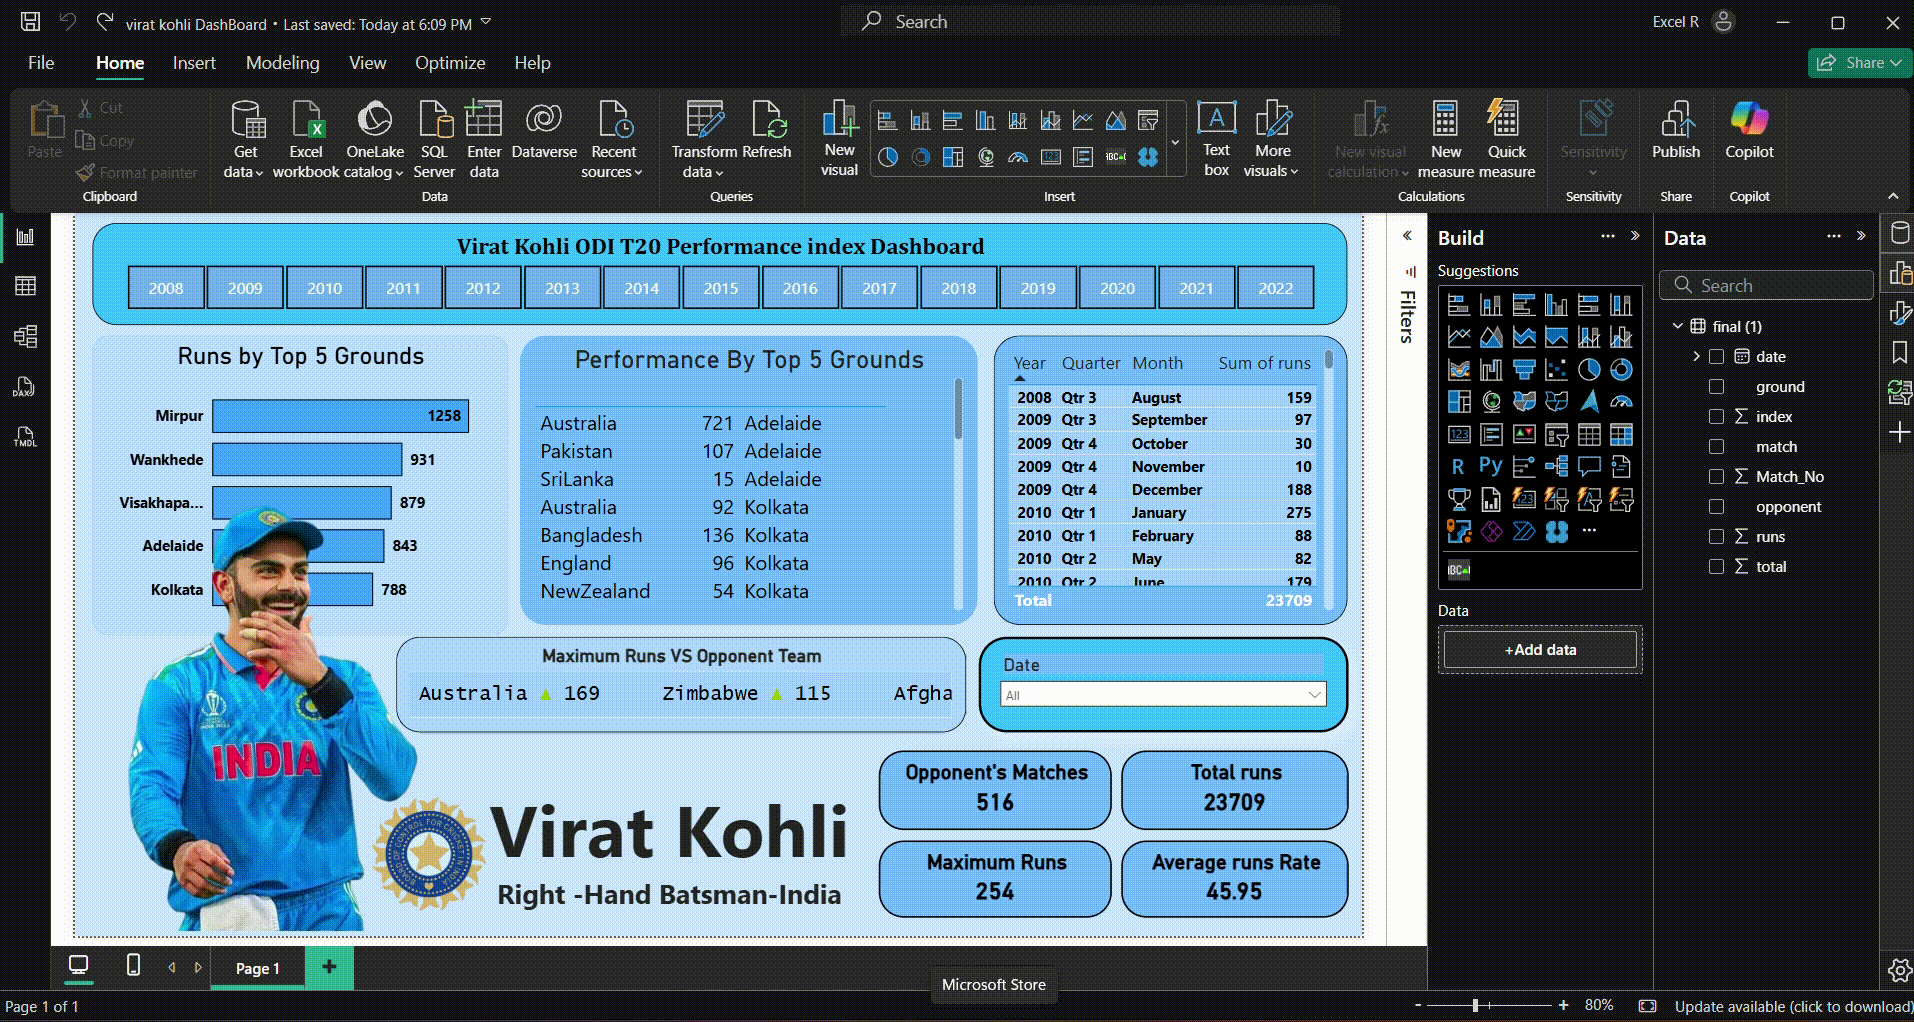 virat kohli DashBoard • Last saved: Today at 6:09 PM
Search
Excel R
File Home Insert Modeling View Optimize Help
Share
Paste
Cut
Copy
Format painter
Clipboard
Get data
Excel workbook
OneLake catalog
SQL Server
Enter data
Dataverse
Recent sources
Data
Transform data
Refresh
Queries
New visual
Text box
More visuals
Insert
New visual calculation
New measure
Quick measure
Calculations
Sensitivity
Sensitivity
Publish
Share
Copilot
Copilot
DAX
TMDL
Virat Kohli ODI T20 Performance index Dashboard
2008 2009 2010 2011 2012 2013 2014 2015 2016 2017 2018 2019 2020 2021 2022
Runs by Top 5 Grounds
Mirpur 1258
Wankhede 931
Visakhapa... 879
Adelaide 843
Kolkata 788
Performance By Top 5 Grounds
Australia 721 Adelaide
Pakistan 107 Adelaide
SriLanka 15 Adelaide
Australia 92 Kolkata
Bangladesh 136 Kolkata
England 96 Kolkata
NewZealand 54 Kolkata
Year Quarter Month Sum of runs
2008 Qtr 3 August 159
2009 Qtr 3 September 97
2009 Qtr 4 October 30
2009 Qtr 4 November 10
2009 Qtr 4 December 188
2010 Qtr 1 January 275
2010 Qtr 1 February 88
2010 Qtr 2 May 82
2010 Qtr 2 June 179
Total 23709
Maximum Runs VS Opponent Team
Australia ▲ 169 Zimbabwe ▲ 115 Afgha
Date
All
INDIA
Virat Kohli
Right -Hand Batsman-India
Opponent's Matches
516
Total runs
23709
Maximum Runs
254
Average runs Rate
45.95
Filters
Build
Suggestions
123
R
Py
123
ABC
Data
+Add data
Data
Search
final (1)
date
ground
index
match
Match_No
opponent
runs
total
Page 1
Microsoft Store
Page 1 of 1
- + 80%
Update available (click to download)